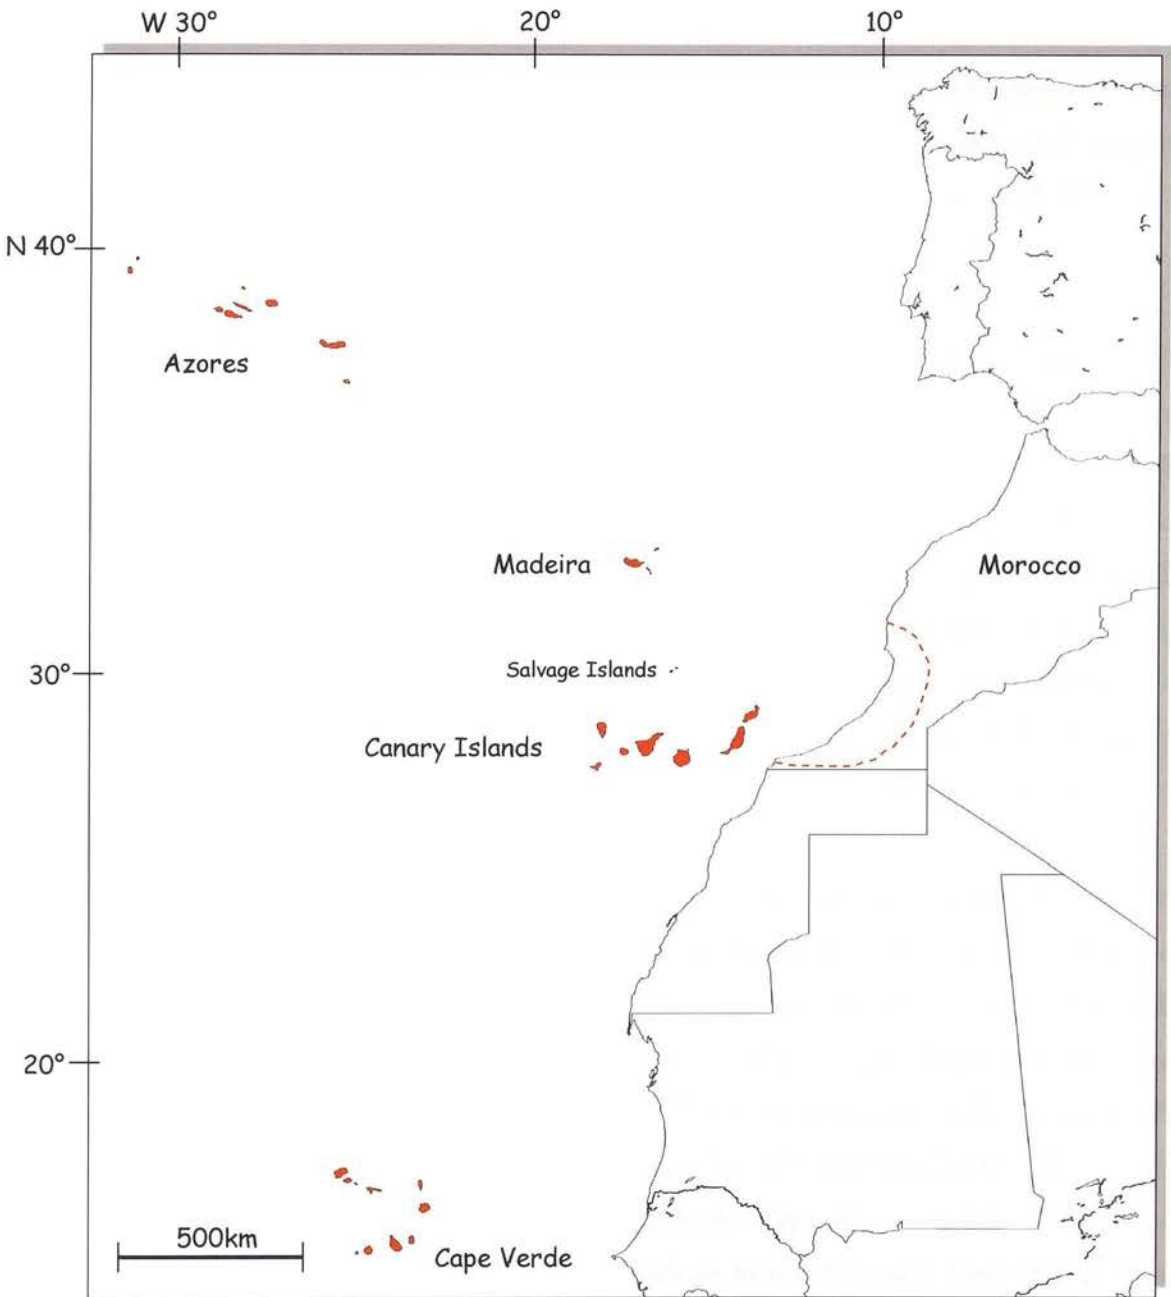 W 30° 20° 10°
N 40°
Azores
Madeira
Morocco
30°
Salvage Islands
Canary Islands
20°
500km
Cape Verde